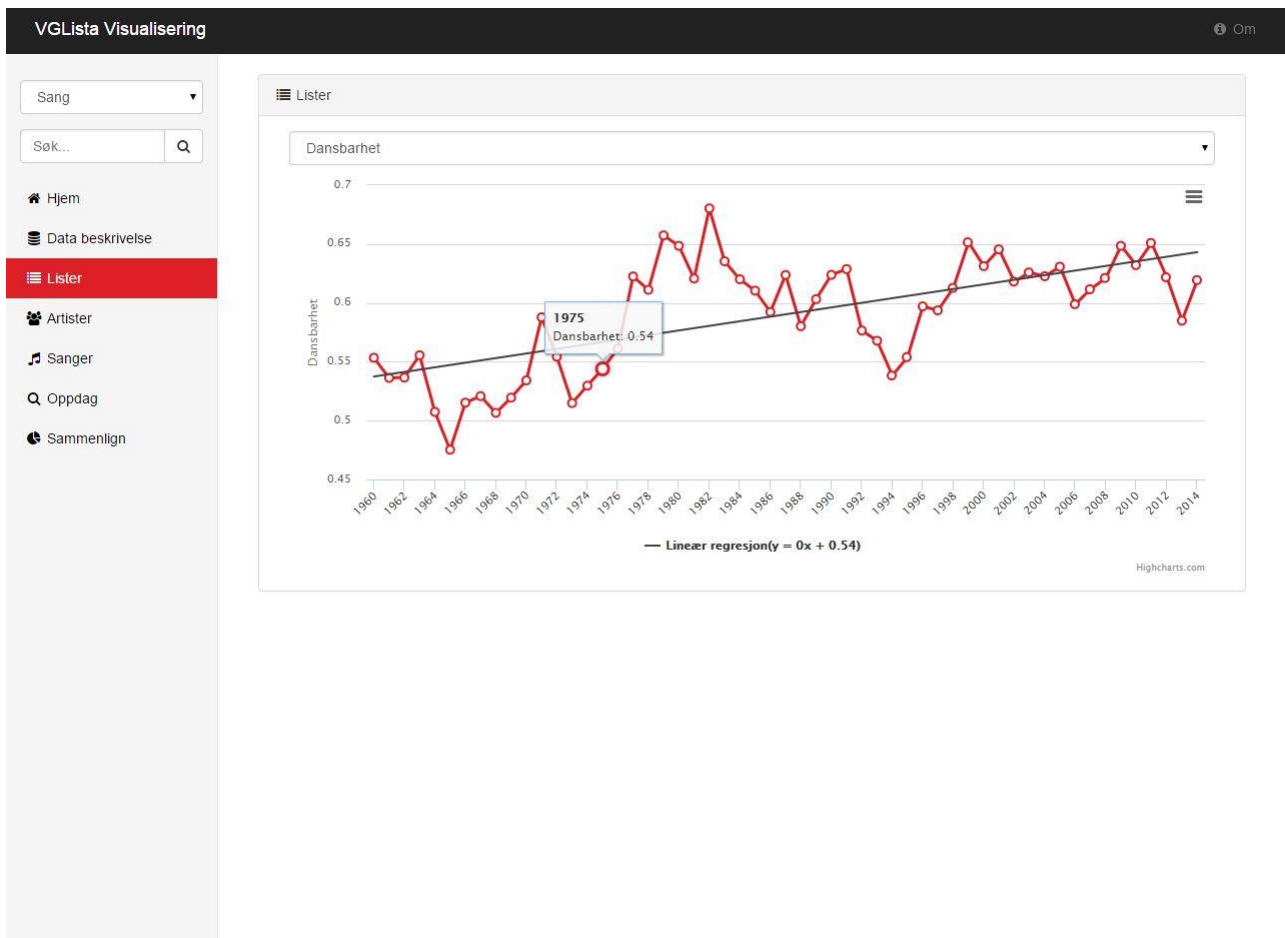 VGLista Visualisering
Om
Sang
Søk...
Hjem
Data beskrivelse
Lister
Artister
Sanger
Oppdag
Sammenlign
Lister
Dansbarhet
0.7
0.65
0.6
0.55
0.5
0.45
Dansbarhet
1975
Dansbarhet: 0.54
1960 1962 1964 1966 1968 1970 1972 1974 1976 1978 1980 1982 1984 1986 1988 1990 1992 1994 1996 1998 2000 2002 2004 2006 2008 2010 2012 2014
Lineær regresjon(y = 0x + 0.54)
Highcharts.com